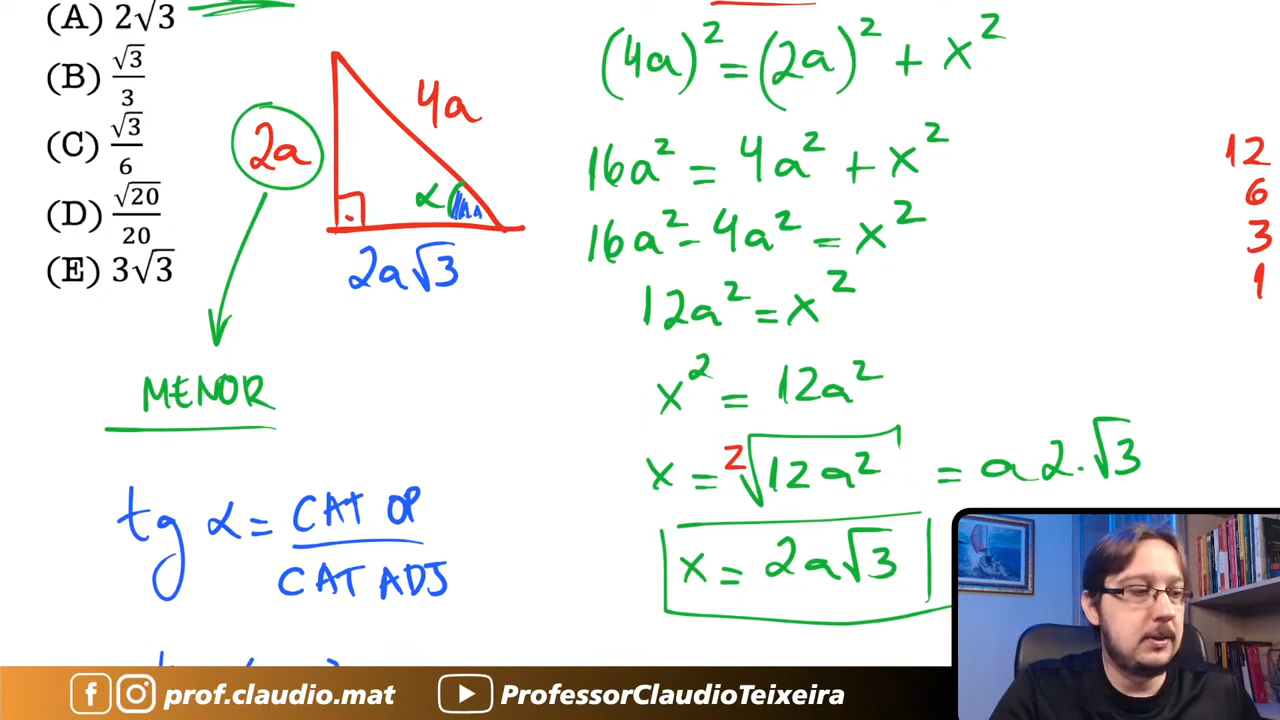 (A) 2√3
(B) √3/3
(C) √3/6
(D) √20/20
(E) 3√3
2a
4a
α
2a√3
MENOR
tg α = CAT OP/CAT ADJ
(4a)² = (2a)² + x²
16a² = 4a² + x²
16a² - 4a² = x²
12a² = x²
x² = 12a²
x = ²√12a² = a2·√3
x = 2a√3
12
6
3
1
prof.claudio.mat
ProfessorClaudioTeixeira